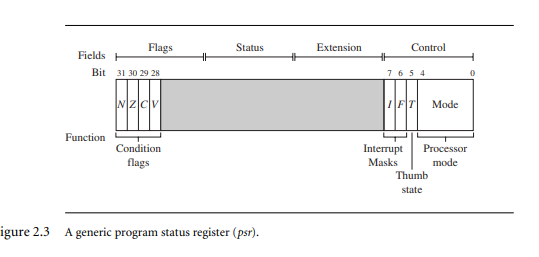 Fields Flags Status Extension Control
Bit 31 30 29 28 7 6 5 4 0
N Z C V I F T Mode
Function
Condition Interrupt Processor
flags Masks mode
Thumb
state
igure 2.3 A generic program status register (psr).